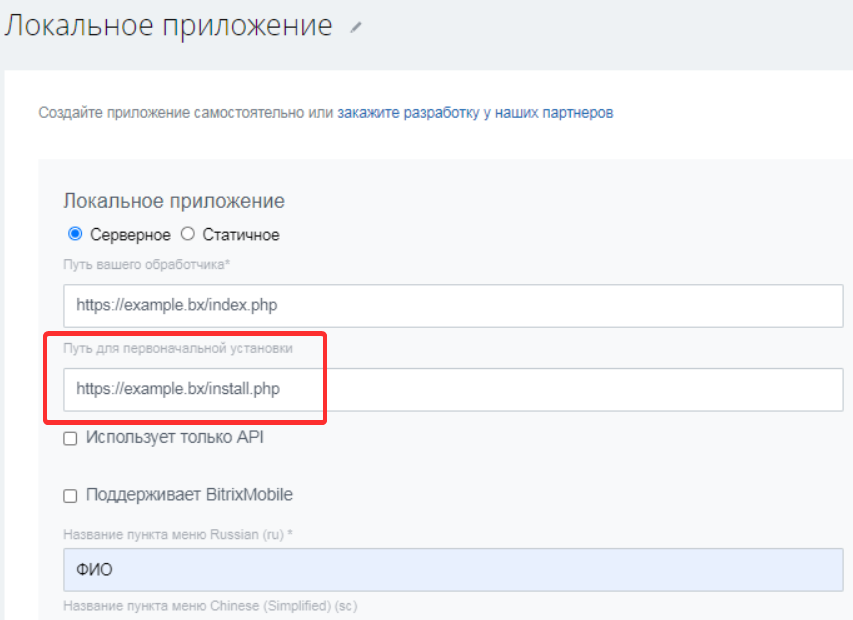 Локальное приложение
Создайте приложение самостоятельно или закажите разработку у наших партнеров
Локальное приложение
Серверное Статичное
Путь вашего обработчика*
https://example.bx/index.php
Путь для первоначальной установки
https://example.bx/install.php
Использует только API
Поддерживает BitrixMobile
Название пункта меню Russian (ru) *
ФИО
Название пункта меню Chinese (Simplified) (sc)